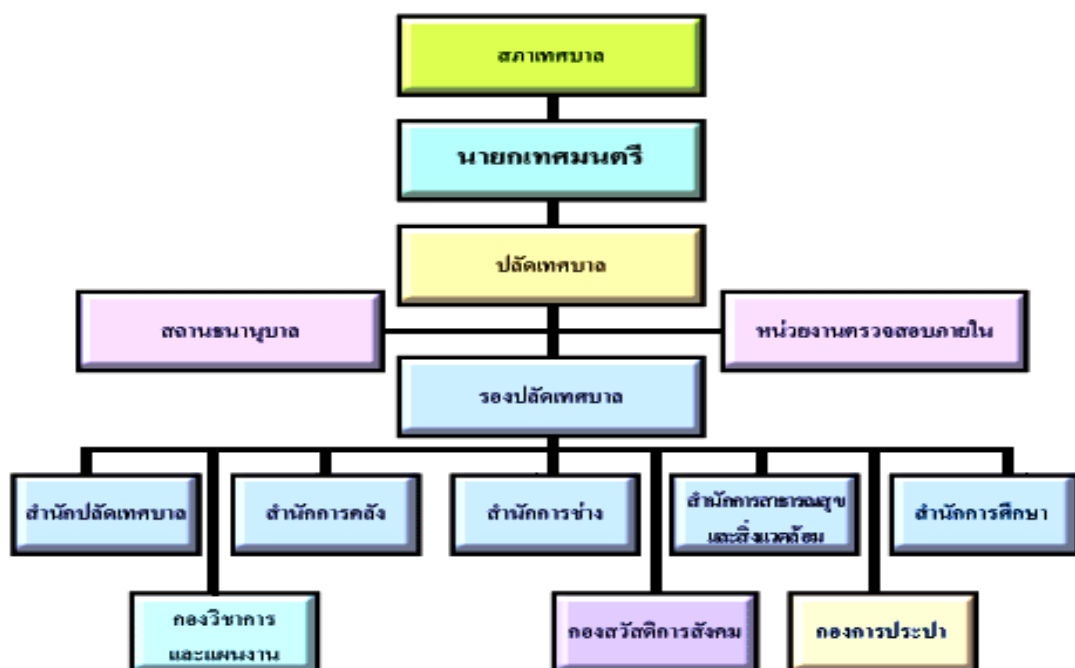 สภาเทศบาล
นายกเทศมนตรี
ปลัดเทศบาล
สถานธนานุบาล
หน่วยงานตรวจสอบภายใน
รองปลัดเทศบาล
สำนักปลัดเทศบาล
สำนักการคลัง
สำนักการช่าง
สำนักการสาธารณสุข
และสิ่งแวดล้อม
สำนักการศึกษา
กองวิชาการ
และแผนงาน
กองสวัสดิการสังคม
กองการประปา